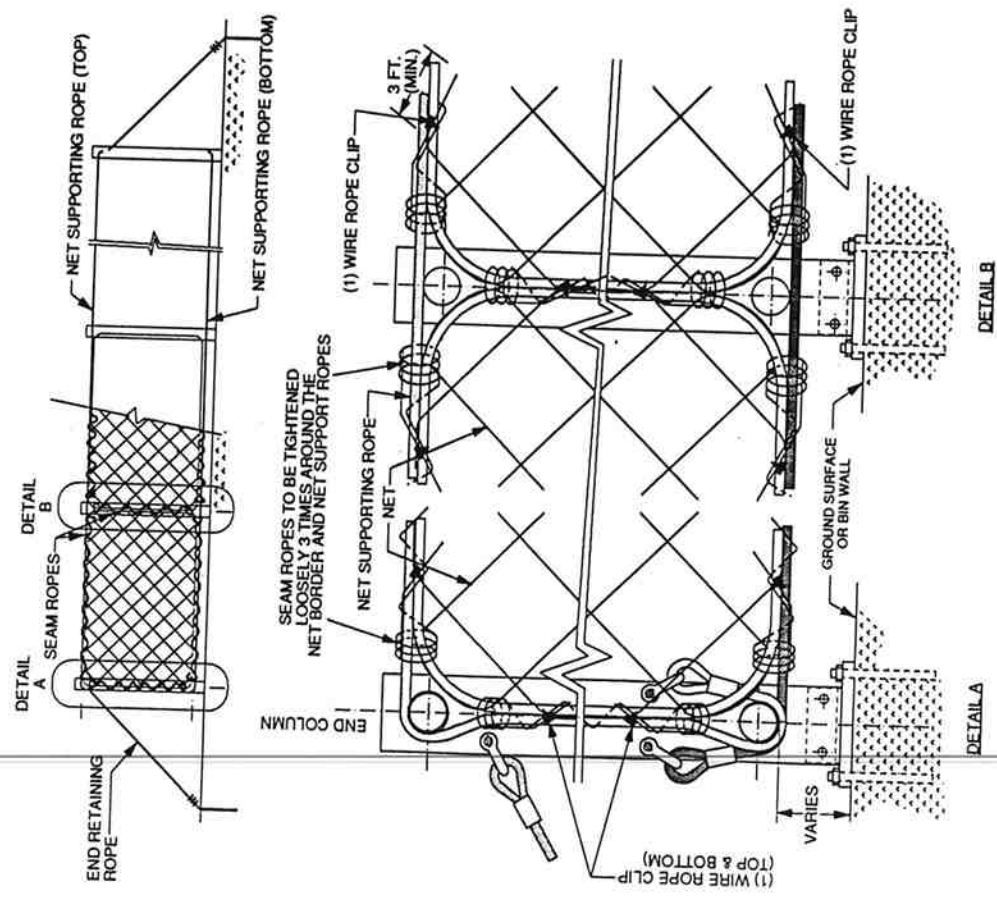 NET SUPPORTING ROPE (TOP)
NET SUPPORTING ROPE (BOTTOM)
DETAIL
B
SEAM ROPES
DETAIL
A
END RETAINING
ROPE
3 FT.
(MIN.)
(1) WIRE ROPE CLIP
(1) WIRE ROPE CLIP
SEAM ROPES TO BE TIGHTENED
LOOSELY 3 TIMES AROUND THE
NET BORDER AND NET SUPPORT ROPES
NET SUPPORTING ROPE
NET
END COLUMN
(1) WIRE ROPE CLIP
(TOP & BOTTOM)
VARIES
GROUND SURFACE
OR BIN WALL
DETAIL A
DETAIL B